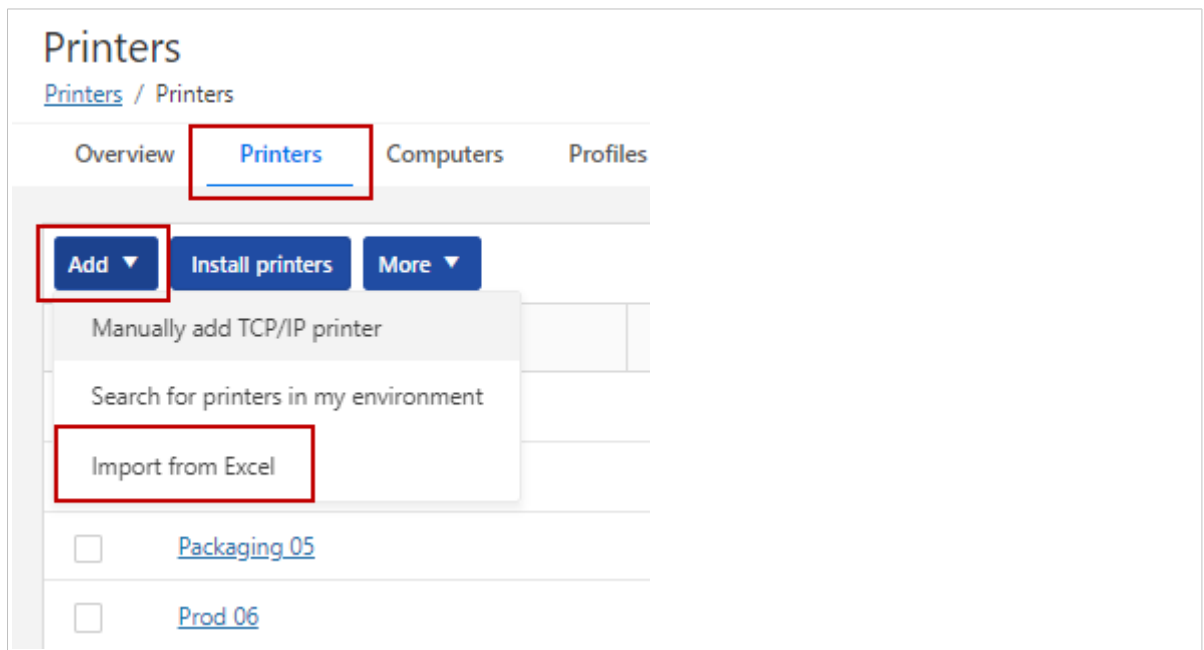 Printers
Printers / Printers
Overview Printers Computers Profiles
Add Install printers More
Manually add TCP/IP printer
Search for printers in my environment
Import from Excel
Packaging 05
Prod 06